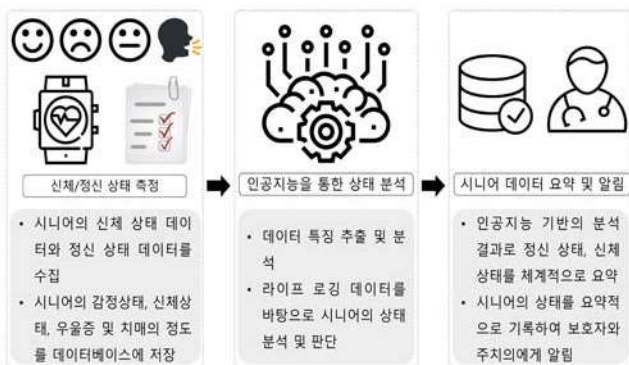 신체/정신 상태 측정
• 시니어의 신체 상태 데이
터와 정신 상태 데이터를
수집
• 시니어의 감정상태, 신체상
태, 우울증 및 치매의 정도
를 데이터베이스에 저장
인공지능을 통한 상태 분석
• 데이터 특징 추출 및 분
석
• 라이프 로깅 데이터를
바탕으로 시니어의 상태
분석 및 판단
시니어 데이터 요약 및 알림
• 인공지능 기반의 분석
결과로 정신 상태, 신체
상태를 체계적으로 요약
• 시니어의 상태를 요약적
으로 기록하여 보호자와
주치의에게 알림